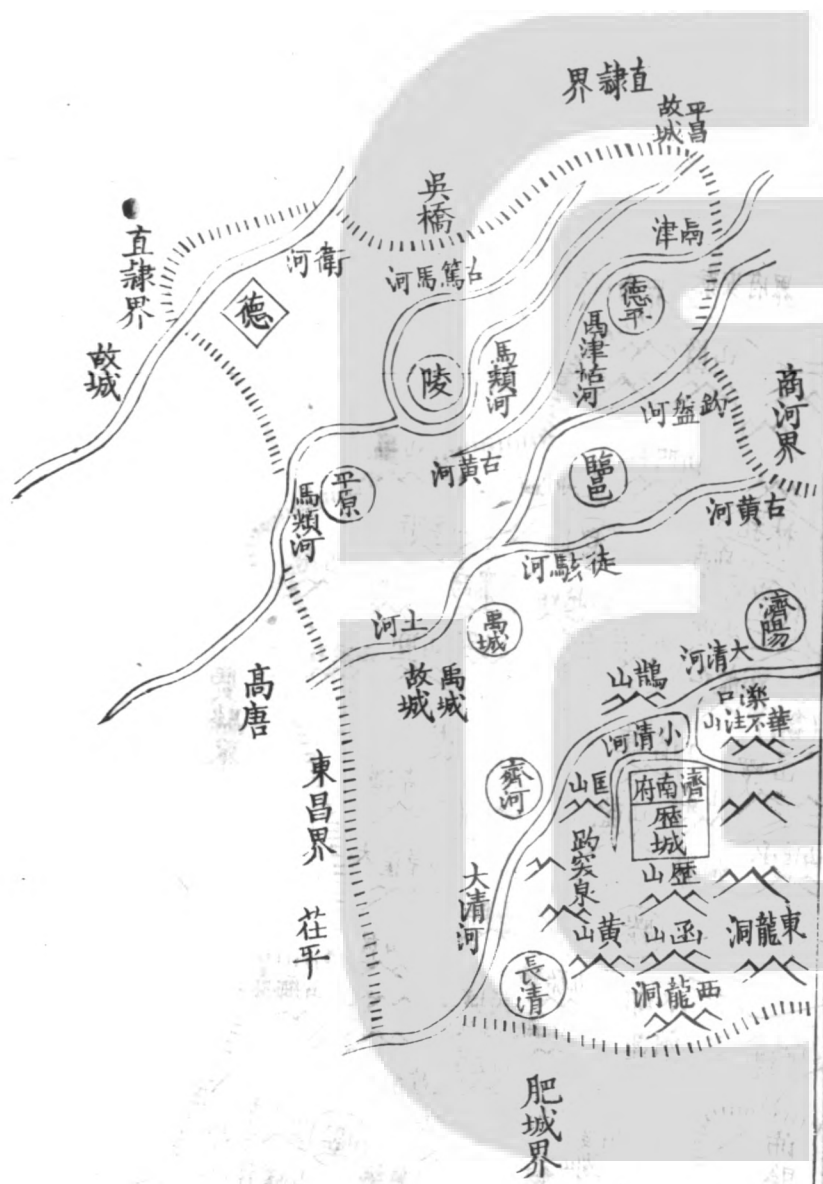 直隸界
平昌故城
吳橋
直隸界
衛河
德
故城
古篤馬河
鬲津
德平
鬲津枯河
馬頰河
陵
鈎盤河
商河界
古黃河
平原
馬頰河
臨邑
古黃河
徒駭河
禹城
土河
禹城故城
高唐
濟陽
大清河
鵲山
濼口
華不注山
小清河
齊河
匡山
濟南府
歷城
東昌界
趵突泉
歷山
大清河
茌平
黃山
函山
東龍洞
長清
西龍洞
肥城界